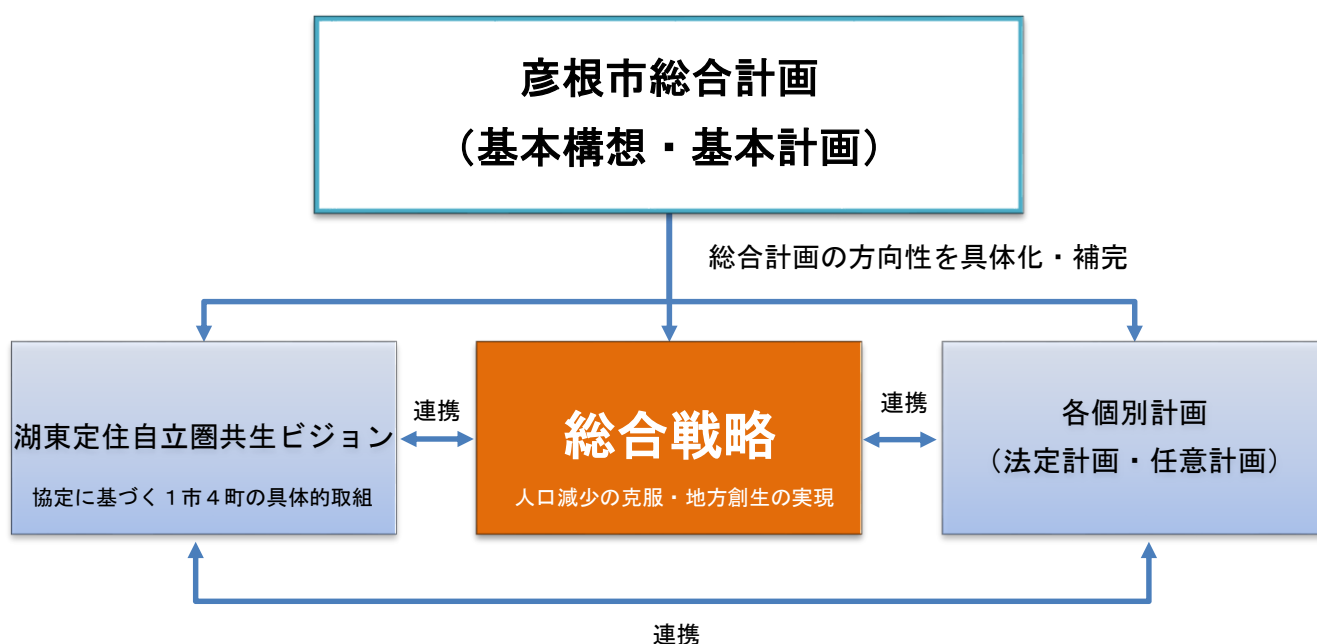 彦根市総合計画
（基本構想・基本計画）
総合計画の方向性を具体化・補完
湖東定住自立圏共生ビジョン
協定に基づく１市４町の具体的取組
連携
総合戦略
人口減少の克服・地方創生の実現
連携
各個別計画
（法定計画・任意計画）
連携